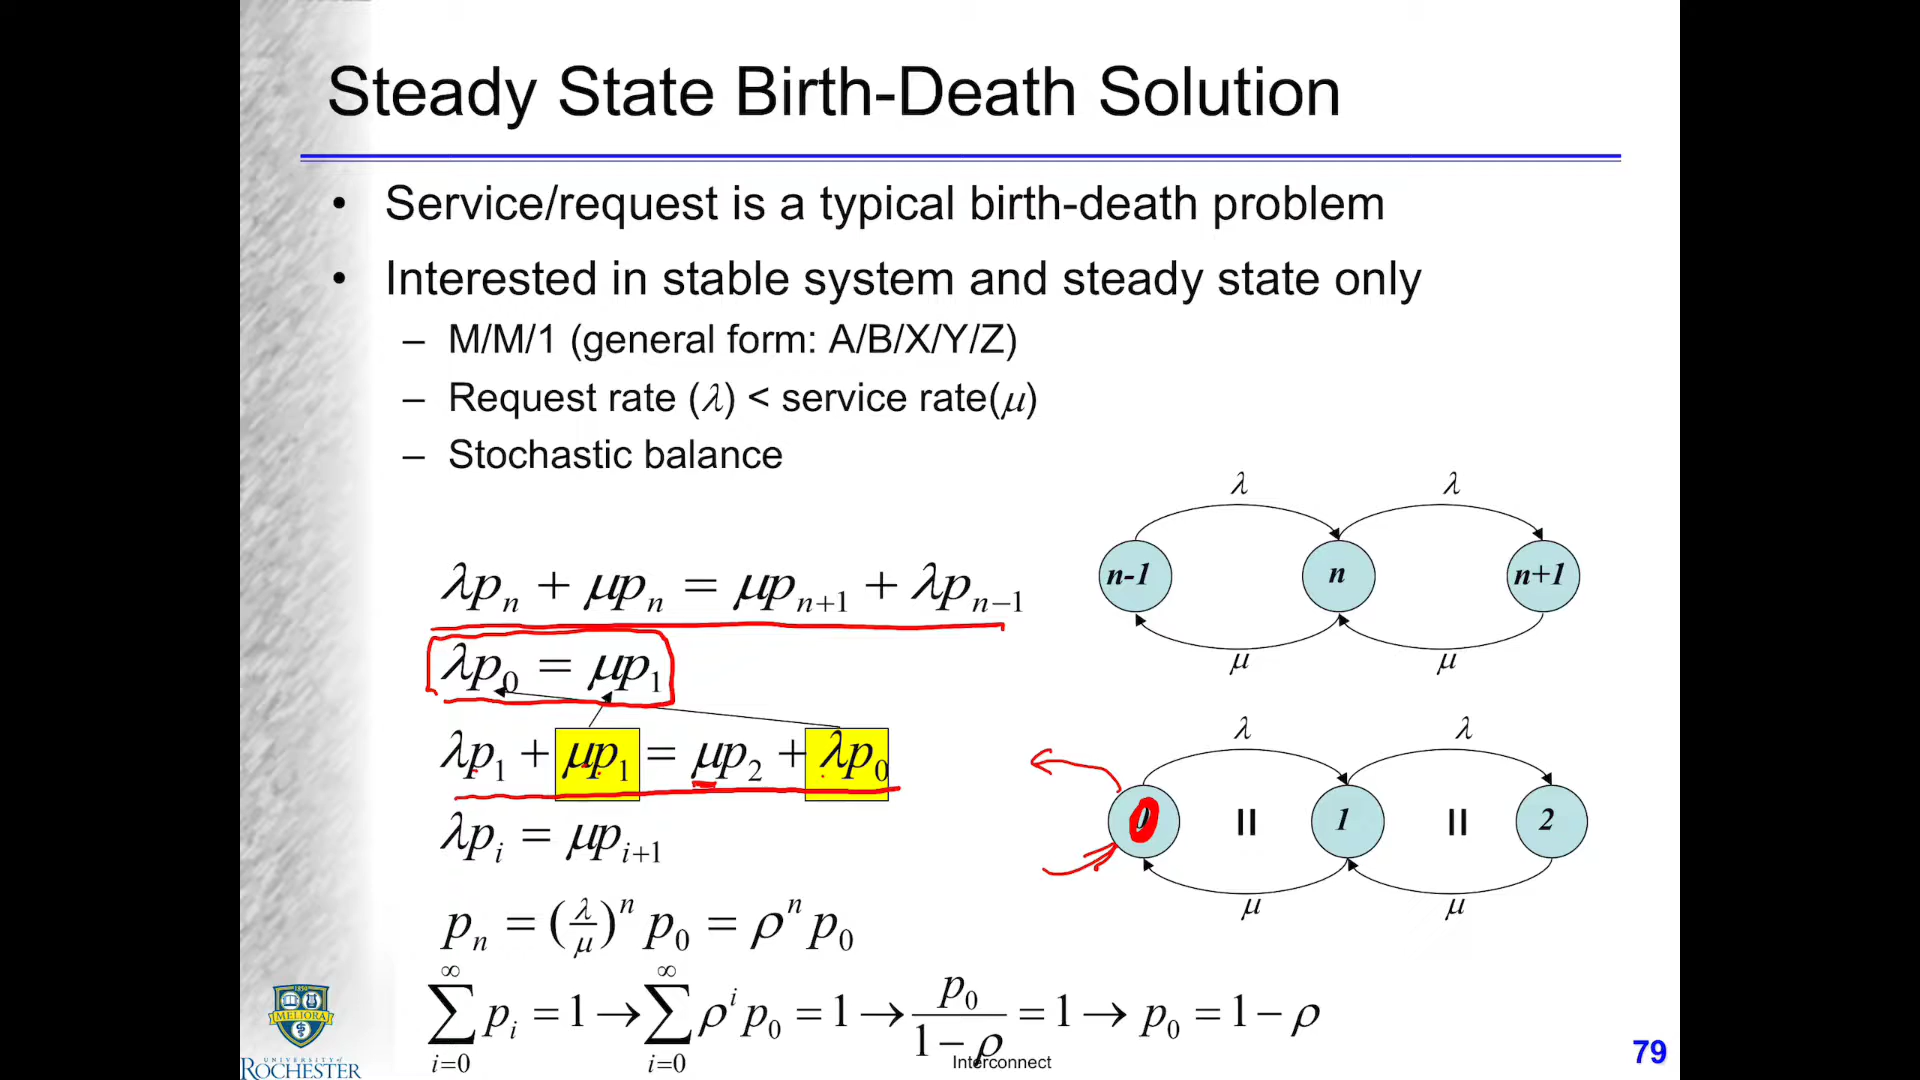 Steady State Birth-Death Solution
• Service/request is a typical birth-death problem
• Interested in stable system and steady state only
– M/M/1 (general form: A/B/X/Y/Z)
– Request rate (λ) < service rate(μ)
– Stochastic balance
λp_n + μp_n = μp_{n+1} + λp_{n−1}
λp_0 = μp_1
λp_1 + μp_1 = μp_2 + λp_0
λp_i = μp_{i+1}
p_n = (λ/μ)^n p_0 = ρ^n p_0
∑_{i=0}^{∞} p_i = 1 → ∑_{i=0}^{∞} ρ^i p_0 = 1 → p_0/(1−ρ) = 1 → p_0 = 1 − ρ
λ λ
n-1 n n+1
μ μ
λ λ
0 = 1 = 2
μ μ
1850
MELIORA
UNIVERSITY of
ROCHESTER
Interconnect
79